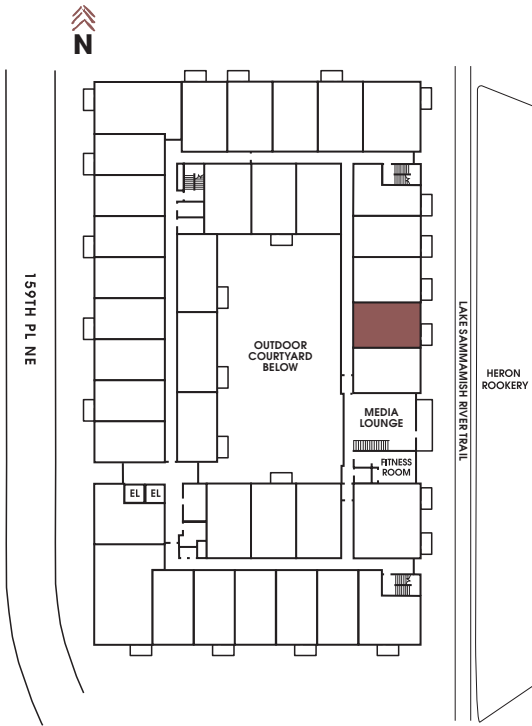 N
159TH PL NE
OUTDOOR
COURTYARD
BELOW
MEDIA
LOUNGE
FITNESS
ROOM
EL
EL
LAKE SAMMAMISH RIVER TRAIL
HERON
ROOKERY